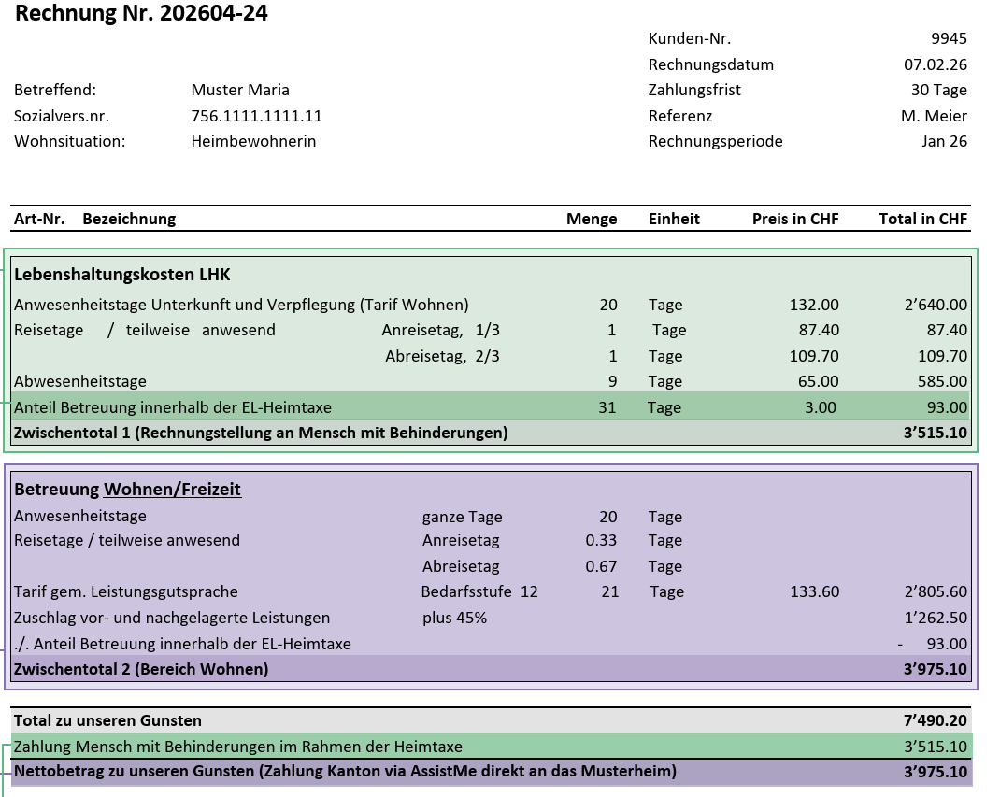 Rechnung Nr. 202604-24
Kunden-Nr. 9945
Rechnungsdatum 07.02.26
Betreffend: Muster Maria Zahlungsfrist 30 Tage
Sozialvers.nr. 756.1111.1111.11 Referenz M. Meier
Wohnsituation: Heimbewohnerin Rechnungsperiode Jan 26
Art-Nr. Bezeichnung Menge Einheit Preis in CHF Total in CHF
Lebenshaltungskosten LHK
Anwesenheitstage Unterkunft und Verpflegung (Tarif Wohnen) 20 Tage 132.00 2’640.00
Reisetage / teilweise anwesend Anreisetag, 1/3 1 Tage 87.40 87.40
Abreisetag, 2/3 1 Tage 109.70 109.70
Abwesenheitstage 9 Tage 65.00 585.00
Anteil Betreuung innerhalb der EL-Heimtaxe 31 Tage 3.00 93.00
Zwischentotal 1 (Rechnungstellung an Mensch mit Behinderungen) 3’515.10
Betreuung Wohnen/Freizeit
Anwesenheitstage ganze Tage 20 Tage
Reisetage / teilweise anwesend Anreisetag 0.33 Tage
Abreisetag 0.67 Tage
Tarif gem. Leistungsgutsprache Bedarfsstufe 12 21 Tage 133.60 2’805.60
Zuschlag vor- und nachgelagerte Leistungen plus 45% 1’262.50
./. Anteil Betreuung innerhalb der EL-Heimtaxe - 93.00
Zwischentotal 2 (Bereich Wohnen) 3’975.10
Total zu unseren Gunsten 7’490.20
Zahlung Mensch mit Behinderungen im Rahmen der Heimtaxe 3’515.10
Nettobetrag zu unseren Gunsten (Zahlung Kanton via AssistMe direkt an das Musterheim) 3’975.10